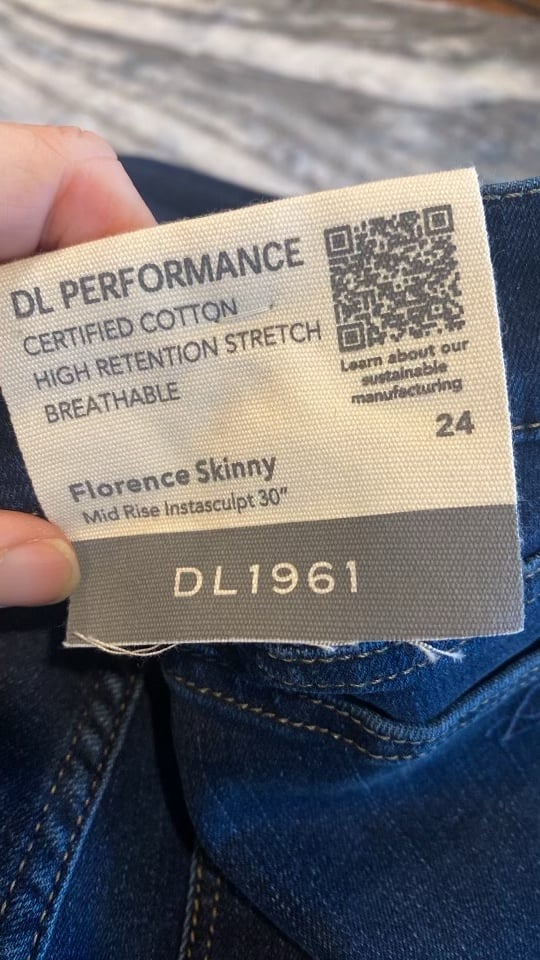 DL PERFORMANCE
CERTIFIED COTTON
HIGH RETENTION STRETCH
BREATHABLE
Learn about our
sustainable
manufacturing
24
Florence Skinny
Mid Rise Instasculpt 30"
DL1961